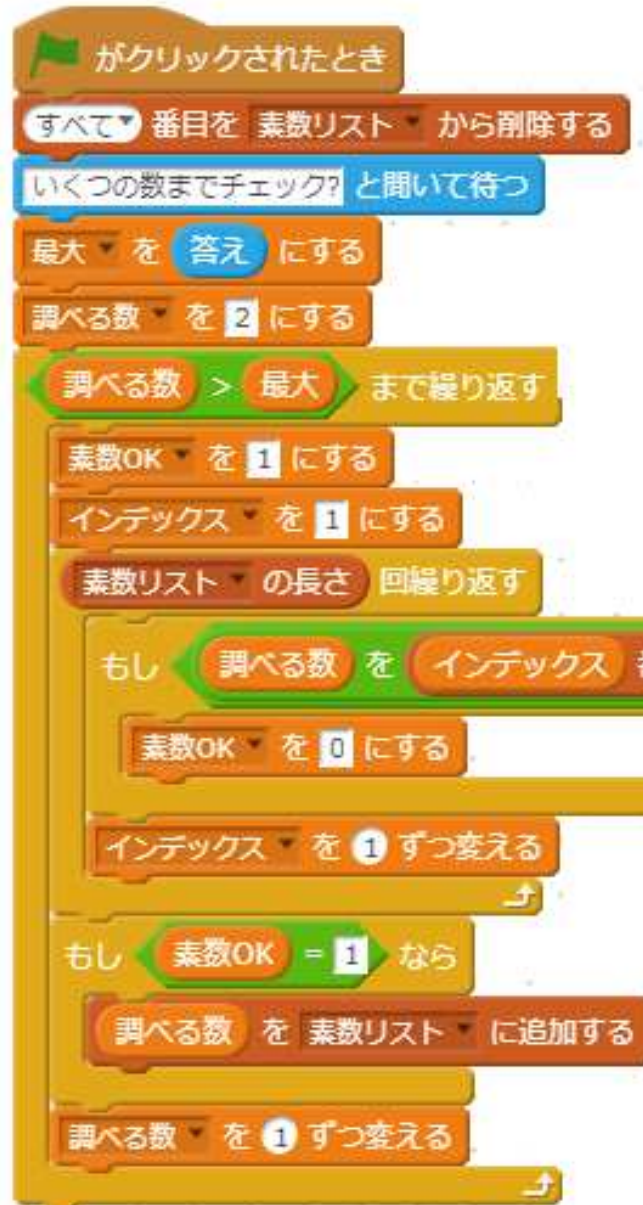 がクリックされたとき
すべて 番目を 素数リスト から削除する
いくつの数までチェック? と聞いて待つ
最大 を 答え にする
調べる数 を 2 にする
調べる数 > 最大 まで繰り返す
素数OK を 1 にする
インデックス を 1 にする
素数リスト の長さ 回繰り返す
もし 調べる数 を インデックス
素数OK を 0 にする
インデックス を 1 ずつ変える
もし 素数OK = 1 なら
調べる数 を 素数リスト に追加する
調べる数 を 1 ずつ変える